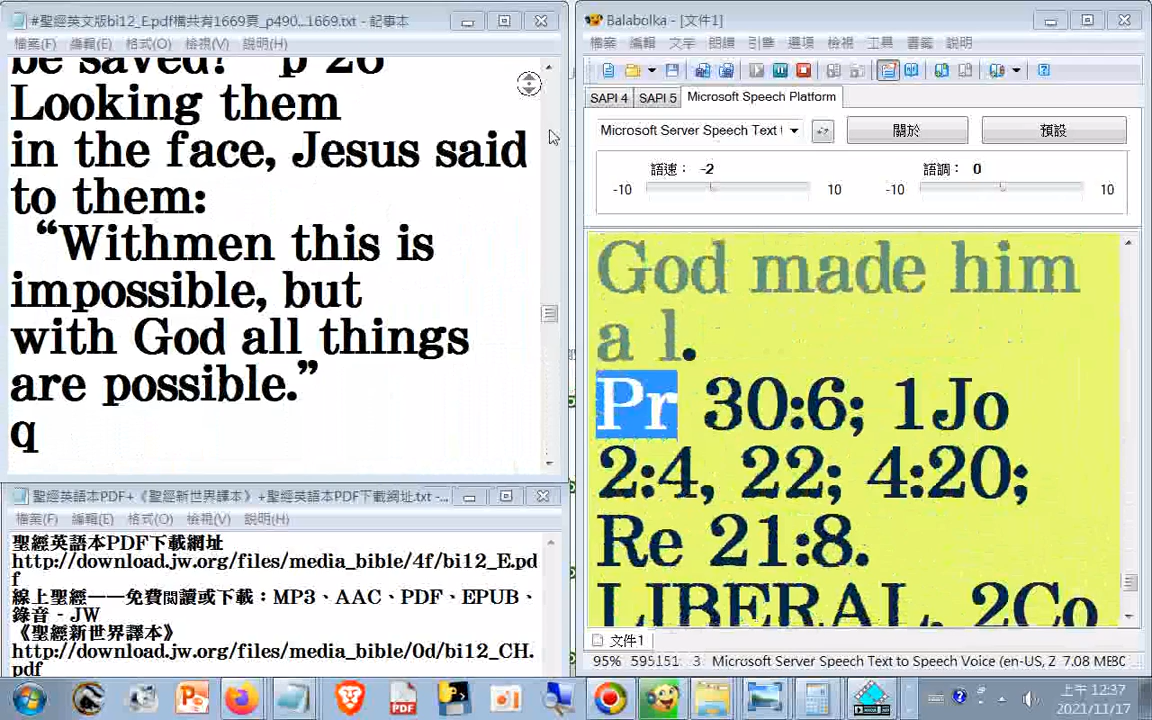 #聖經英文版bi12_E.pdf檔共有1669頁_p490...1669.txt - 記事本
檔案(F) 編輯(E) 格式(O) 檢視(V) 說明(H)
be saved?” p 26
Looking them
in the face, Jesus said
to them:
“Withmen this is
impossible, but
with God all things
are possible.”
q
聖經英語本PDF+《聖經新世界譯本》+聖經英語本PDF下載網址.txt - ...
檔案(F) 編輯(E) 格式(O) 檢視(V) 說明(H)
聖經英語本PDF下載網址
http://download.jw.org/files/media_bible/4f/bi12_E.pd
f
線上聖經——免費閱讀或下載：MP3、AAC、PDF、EPUB、
錄音 - JW
《聖經新世界譯本》
http://download.jw.org/files/media_bible/0d/bi12_CH.
pdf
Balabolka - [文件1]
檔案 編輯 文字 朗讀 引擎 選項 檢視 工具 書籤 說明
SAPI 4 SAPI 5 Microsoft Speech Platform
Microsoft Server Speech Text 關於 預設
語速： -2 語調： 0
-10 10 -10 10
God made him
a l.
Pr 30:6; 1Jo
2:4, 22; 4:20;
Re 21:8.
LIBERAL, 2Co
文件1
95% 595151 3 Microsoft Server Speech Text to Speech Voice (en-US, Z 7.08 MB
上午 12:37
2021/11/17